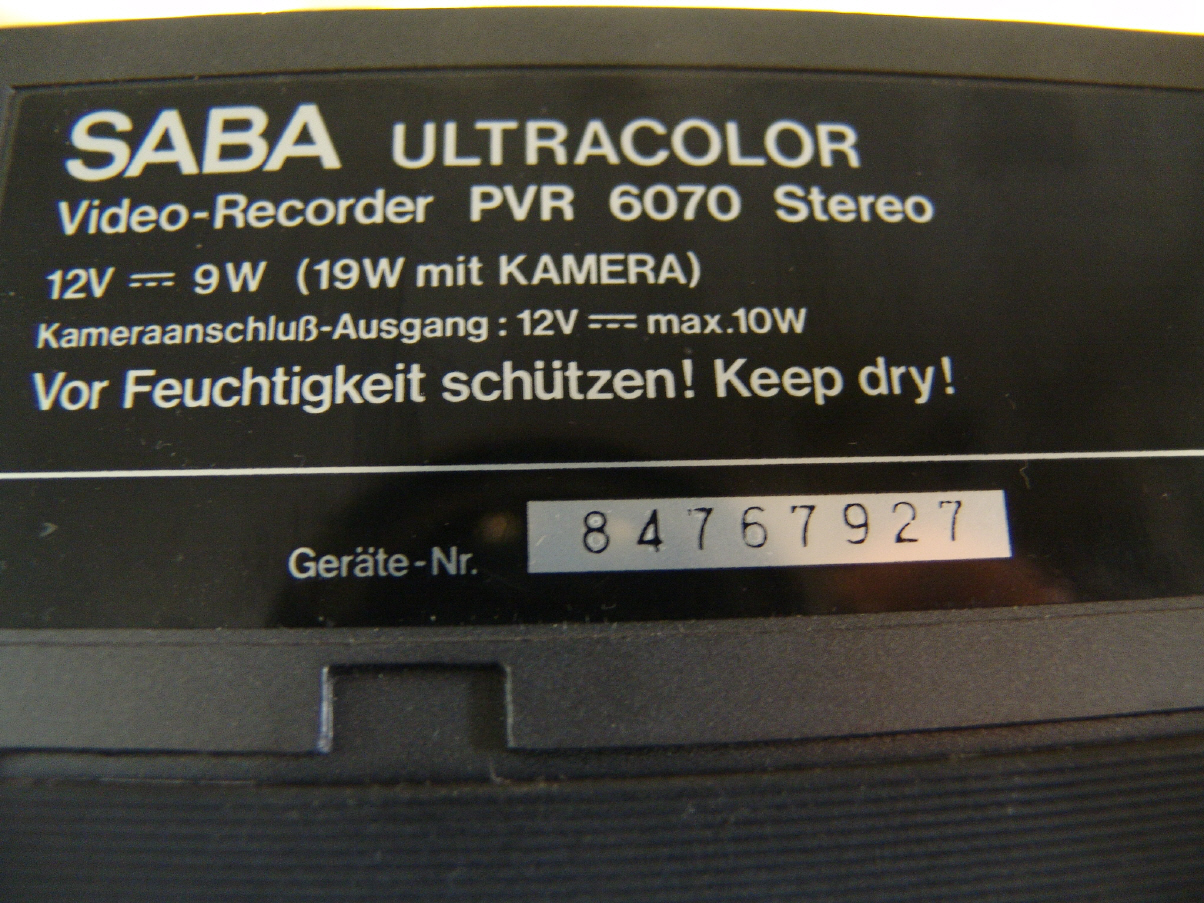 SABA ULTRACOLOR
Video-Recorder PVR 6070 Stereo
12V ⎓ 9W (19W mit KAMERA)
Kameraanschluß-Ausgang : 12V ⎓ max.10W
Vor Feuchtigkeit schützen! Keep dry!
Geräte-Nr. 84767927